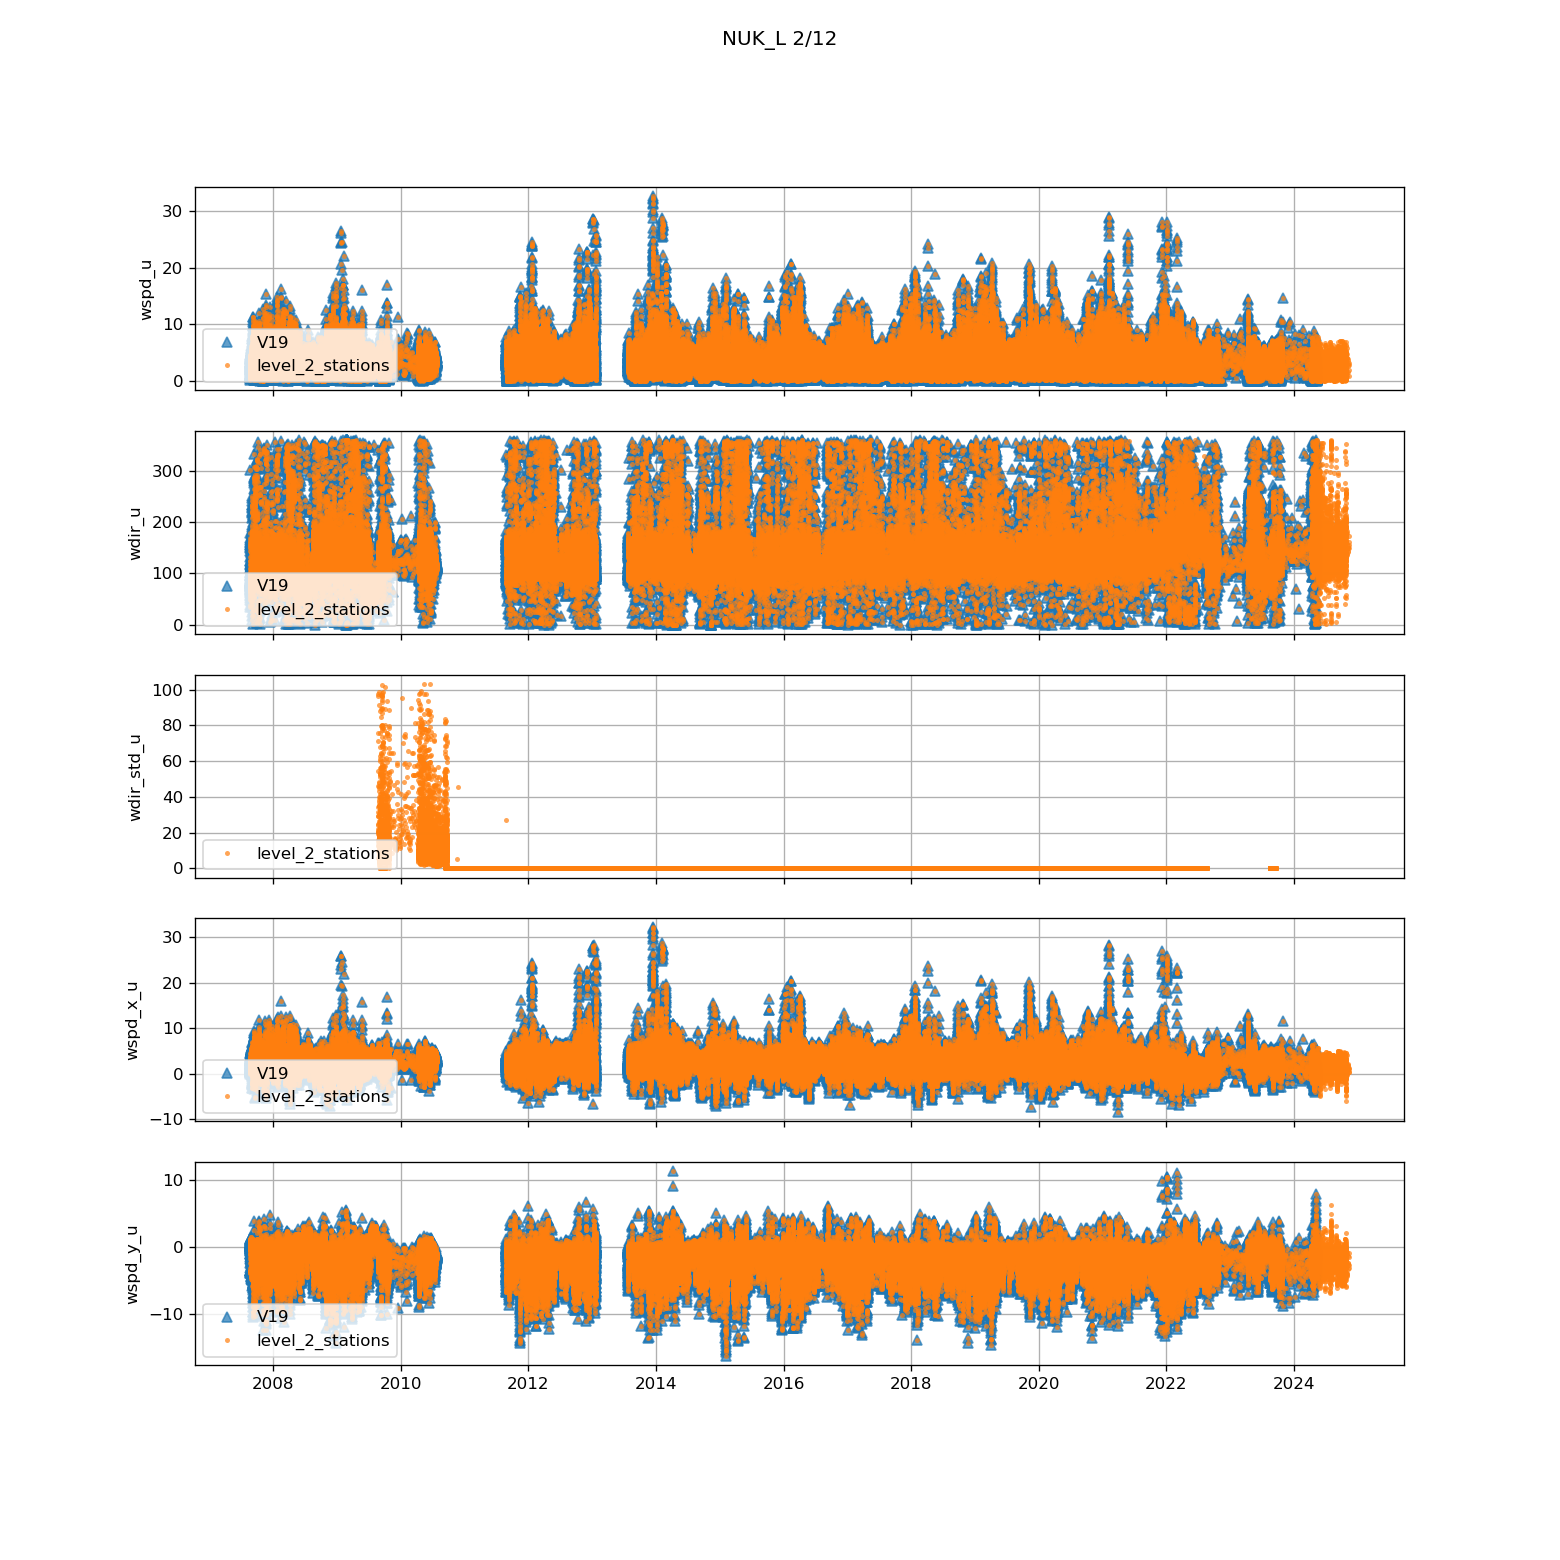 NUK_L 2/12
wspd_u
30
20
10
0
V19
level_2_stations
wdir_u
300
200
100
0
V19
level_2_stations
wdir_std_u
100
80
60
40
20
0
level_2_stations
wspd_x_u
30
20
10
0
−10
V19
level_2_stations
wspd_y_u
10
0
−10
V19
level_2_stations
2008 2010 2012 2014 2016 2018 2020 2022 2024